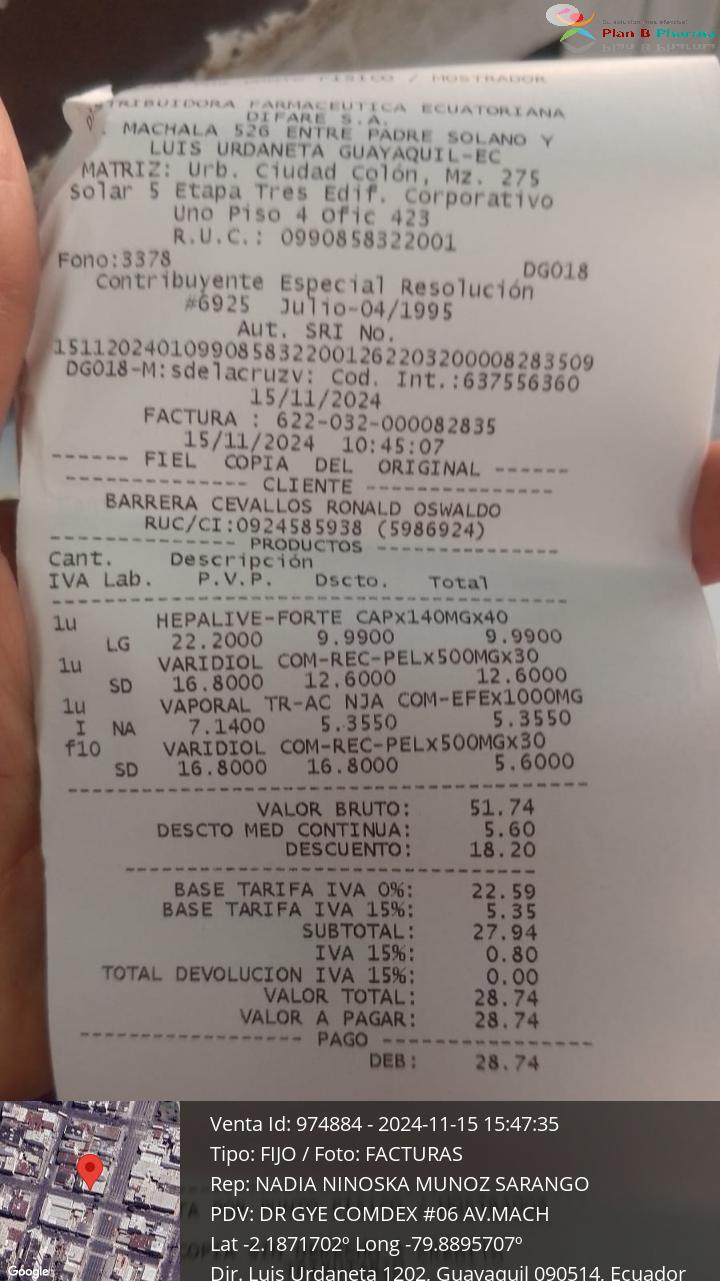 Su solución más efectiva!
Plan B Pharma
FISICO / MOSTRADOR
TRIBUIDORA FARMACEUTICA ECUATORIANA
DIFARE S.A.
. MACHALA 526 ENTRE PADRE SOLANO Y
LUIS URDANETA GUAYAQUIL-EC
MATRIZ: Urb. Ciudad Colón, Mz. 275
Solar 5 Etapa Tres Edif. Corporativo
Uno Piso 4 Ofic 423
R.U.C.: 0990858322001
Fono:3378 DG018
Contribuyente Especial Resolución
#6925 Julio-04/1995
Aut. SRI No.
1511202401099085832200126220320000828350​9
DG018-M:sdelacruzv: Cod. Int.:637556360
15/11/2024
FACTURA : 622-032-000082835
15/11/2024 10:45:07
------ FIEL COPIA DEL ORIGINAL ------
-------------- CLIENTE --------------
BARRERA CEVALLOS RONALD OSWALDO
RUC/CI:0924585938 (5986924)
-------------- PRODUCTOS --------------
Cant. Descripción
IVA Lab. P.V.P. Dscto. Total
1u HEPALIVE-FORTE CAPx140MGx40
LG 22.2000 9.9900 9.9900
1u VARIDIOL COM-REC-PELx500MGx30
SD 16.8000 12.6000 12.6000
1u VAPORAL TR-AC NJA COM-EFEx1000MG
I NA 7.1400 5.3550 5.3550
f10 VARIDIOL COM-REC-PELx500MGx30
SD 16.8000 16.8000 5.6000
VALOR BRUTO: 51.74
DESCTO MED CONTINUA: 5.60
DESCUENTO: 18.20
BASE TARIFA IVA 0%: 22.59
BASE TARIFA IVA 15%: 5.35
SUBTOTAL: 27.94
IVA 15%: 0.80
TOTAL DEVOLUCION IVA 15%: 0.00
VALOR TOTAL: 28.74
VALOR A PAGAR: 28.74
----------------- PAGO -----------------
DEB: 28.74
Venta Id: 974884 - 2024-11-15 15:47:35
Tipo: FIJO / Foto: FACTURAS
Rep: NADIA NINOSKA MUNOZ SARANGO
PDV: DR GYE COMDEX #06 AV.MACH
Lat -2.1871702º Long -79.8895707º
Dir. Luis Urdaneta 1202, Guayaquil 090514, Ecuador
Google